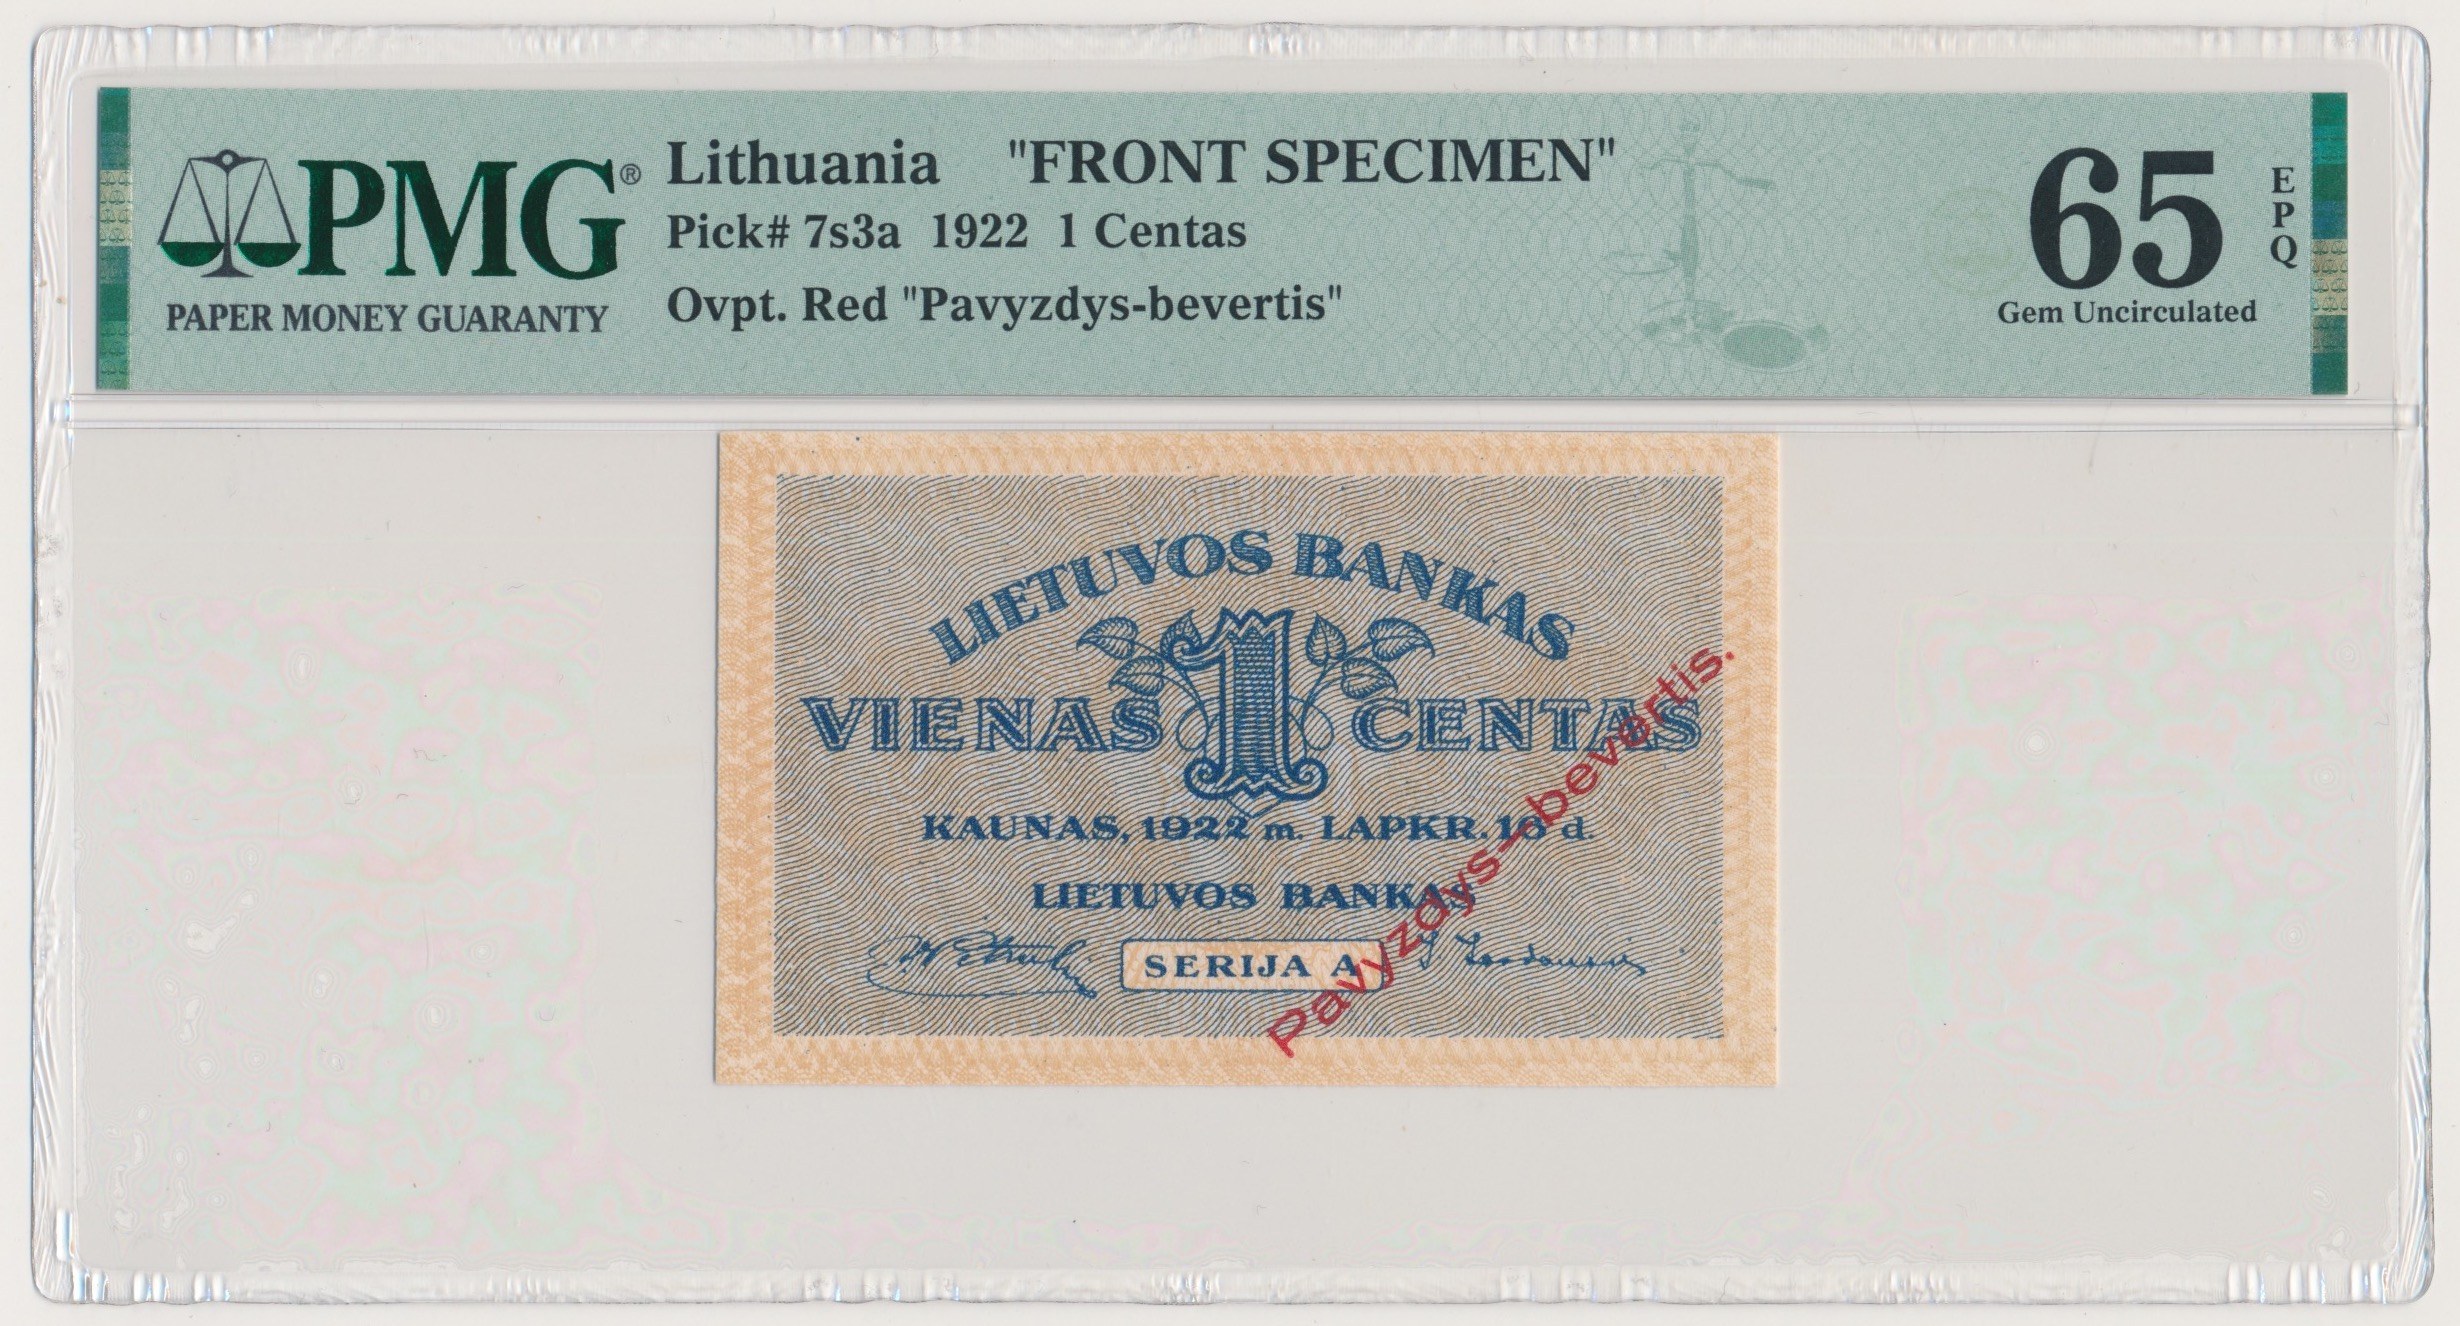 PMG®
PAPER MONEY GUARANTY
Lithuania "FRONT SPECIMEN"
Pick# 7s3a 1922 1 Centas
Ovpt. Red "Pavyzdys-bevertis"
65
EPQ
Gem Uncirculated
LIETUVOS BANKAS
VIENAS 1 CENTAS
KAUNAS, 1922 m. LAPKR. 16 d.
LIETUVOS BANKAS
SERIJA A
Pavyzdys-bevertis.